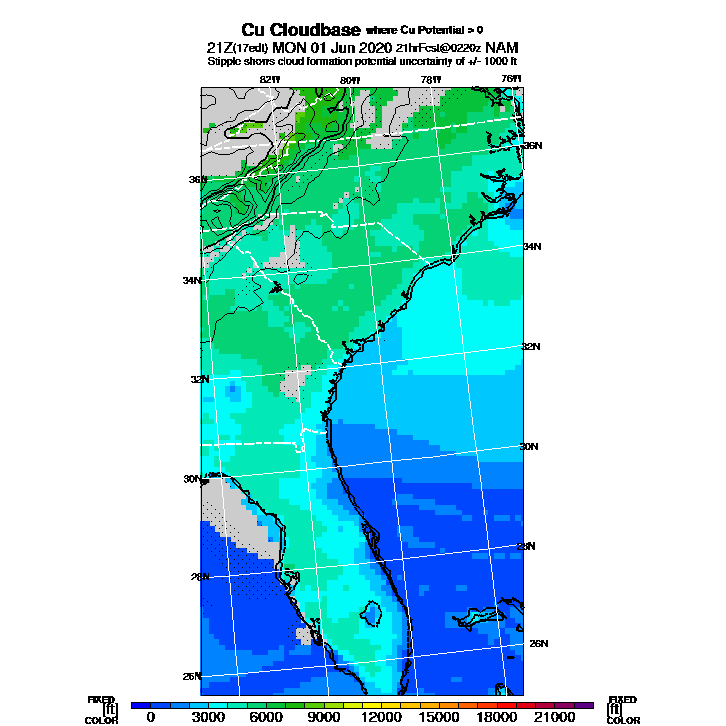 Cu Cloudbase where Cu Potential > 0
21Z(17edt) MON 01 Jun 2020 21hrFcst@0220z NAM
Stipple shows cloud formation potential uncertainty of +/- 1000 ft
82W 80W 78W 76W
36N
36N
34N
34N
32N
32N
30N
30N
28N
28N
26N
26N
FIXED FIXED
[ft] [ft]
COLOR COLOR
0 3000 6000 9000 12000 15000 18000 21000